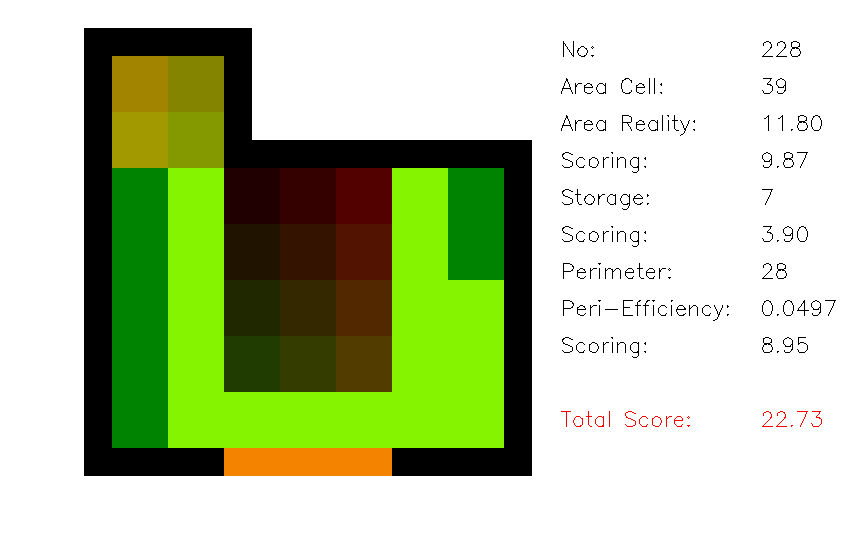 No: 228
Area Cell: 39
Area Reality: 11.80
Scoring: 9.87
Storage: 7
Scoring: 3.90
Perimeter: 28
Peri-Efficiency: 0.0497
Scoring: 8.95
Total Score: 22.73